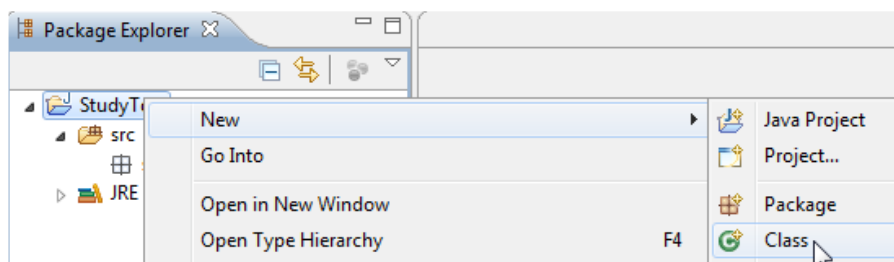 Package Explorer
StudyT
New
Java Project
src
Go Into
Project...
JRE
Open in New Window
Package
Open Type Hierarchy F4
Class